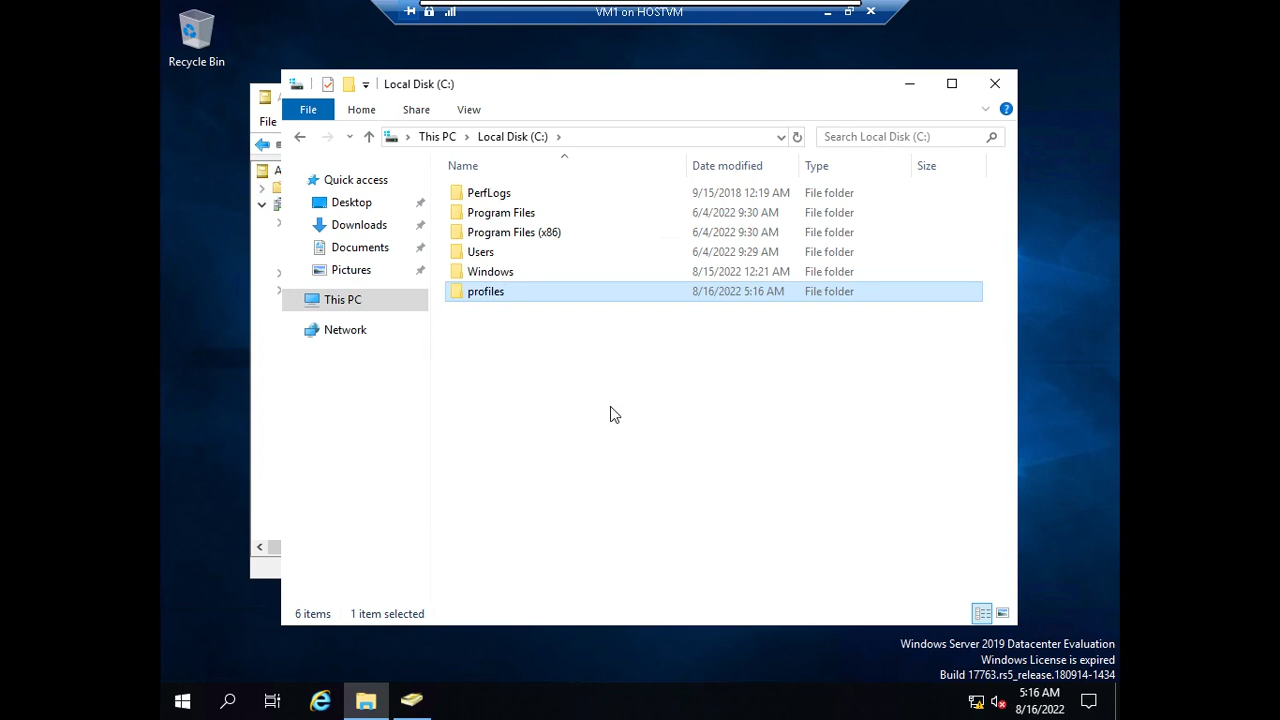 VM1 on HOSTVM
Recycle Bin
Local Disk (C:)
File
File Home Share View
This PC > Local Disk (C:) >
Search Local Disk (C:)
Name Date modified Type Size
Quick access
Desktop
Downloads
Documents
Pictures
This PC
Network
PerfLogs 9/15/2018 12:19 AM File folder
Program Files 6/4/2022 9:30 AM File folder
Program Files (x86) 6/4/2022 9:30 AM File folder
Users 6/4/2022 9:29 AM File folder
Windows 8/15/2022 12:21 AM File folder
profiles 8/16/2022 5:16 AM File folder
6 items 1 item selected
Windows Server 2019 Datacenter Evaluation
Windows License is expired
Build 17763.rs5_release.180914-1434
5:16 AM
8/16/2022